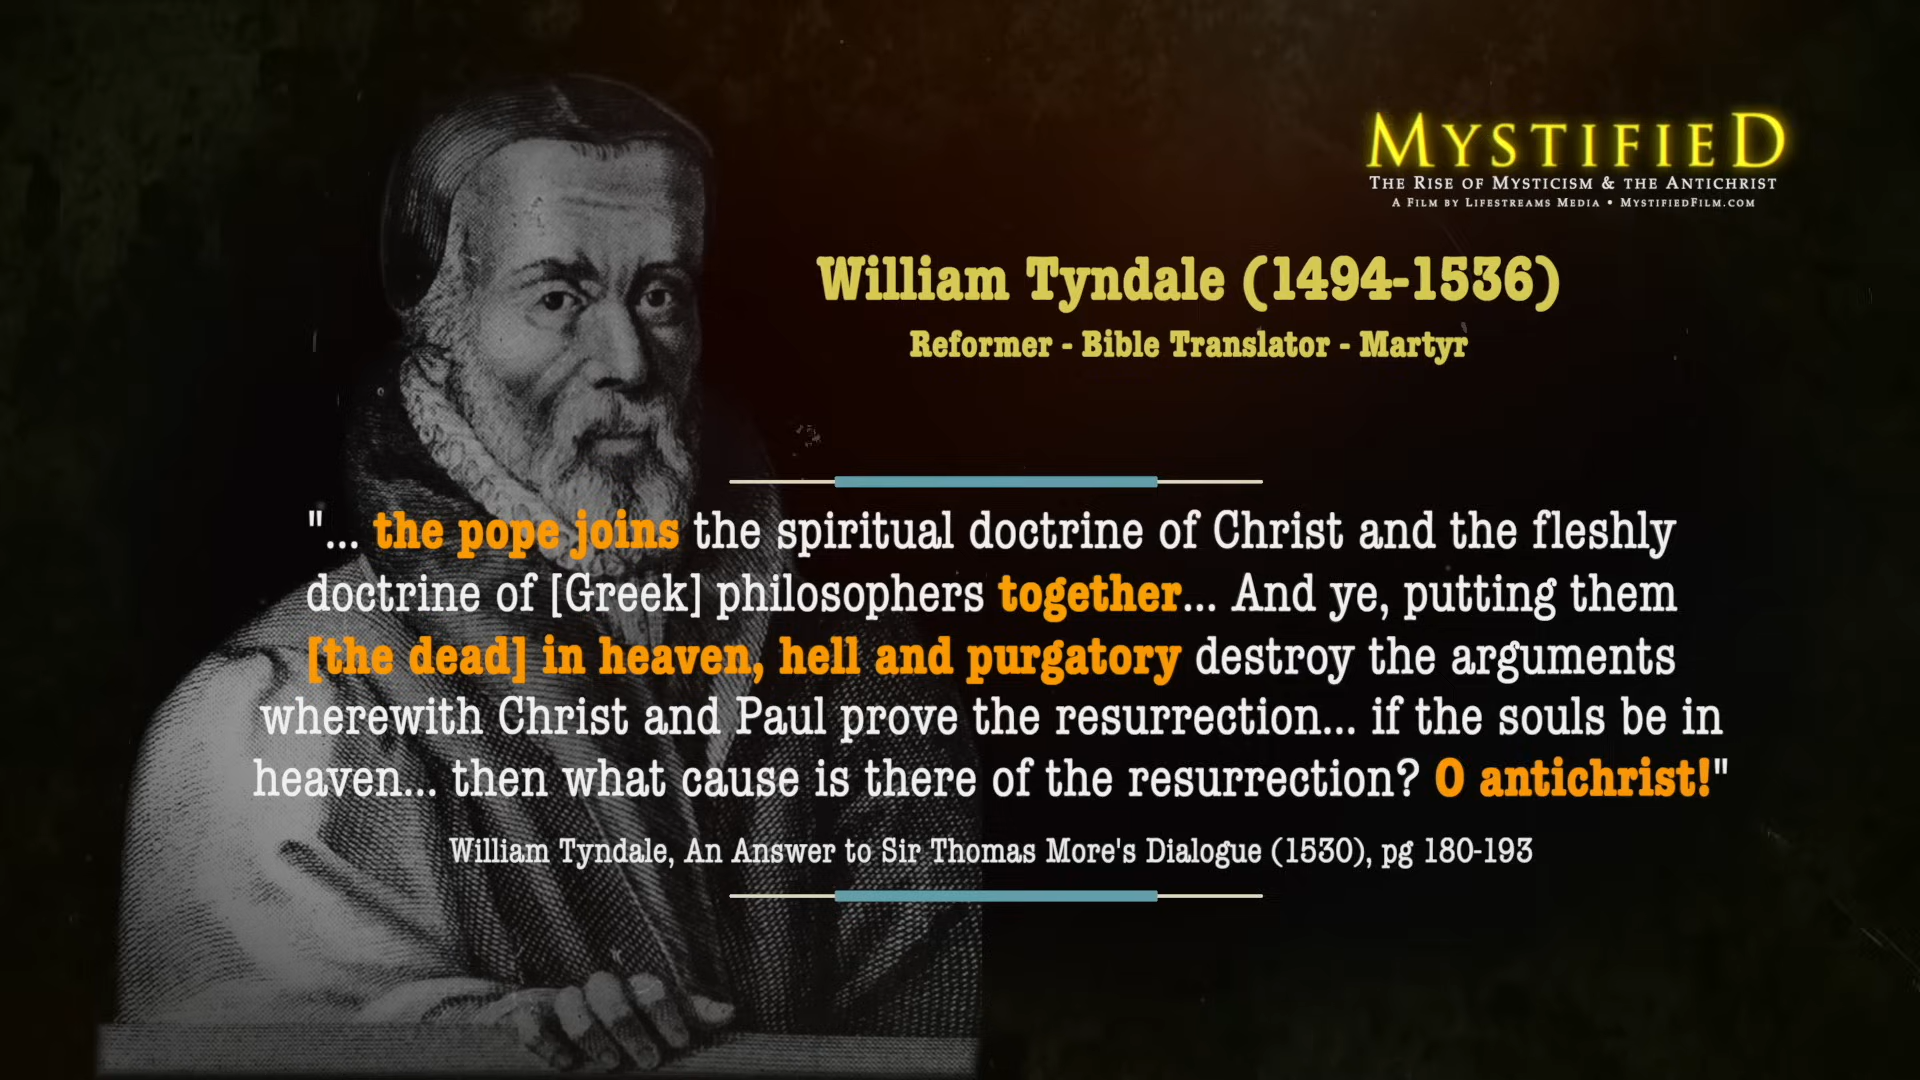 MYSTIFIED
THE RISE OF MYSTICISM & THE ANTICHRIST
A FILM BY LIFESTREAMS MEDIA • MYSTIFIEDFILM.COM
William Tyndale (1494-1536)
Reformer - Bible Translator - Martyr
"... the pope joins the spiritual doctrine of Christ and the fleshly
doctrine of [Greek] philosophers together... And ye, putting them
[the dead] in heaven, hell and purgatory destroy the arguments
wherewith Christ and Paul prove the resurrection... if the souls be in
heaven... then what cause is there of the resurrection? O antichrist!"
William Tyndale, An Answer to Sir Thomas More's Dialogue (1530), pg 180-193